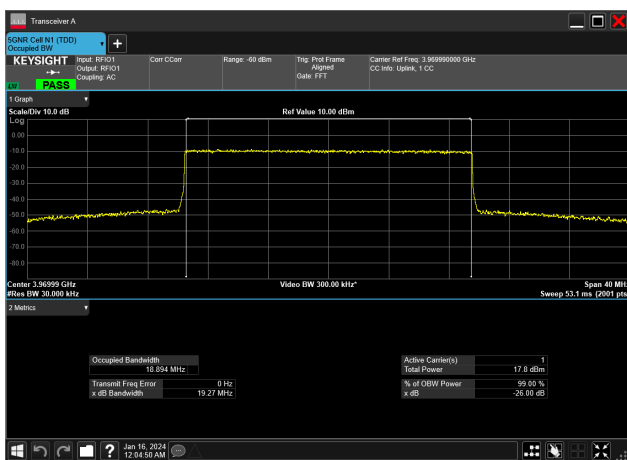 Transceiver A
5GNR Cell N1 (TDD)
Occupied BW
KEYSIGHT
Input: RFIO1
Output: RFIO1
Coupling: AC
Corr CCorr
Range: -60 dBm
Trig: Prot Frame
Aligned
Gate: FFT
Carrier Ref Freq: 3.969990000 GHz
CC Info: Uplink, 1 CC
PASS
1 Graph
Scale/Div 10.0 dB
Ref Value 10.00 dBm
Log
0.00
-10.0
-20.0
-30.0
-40.0
-50.0
-60.0
-70.0
-80.0
Center 3.96999 GHz
Video BW 300.00 kHz*
Span 40 MH
#Res BW 30.000 kHz
Sweep 53.1 ms (2001 pts
2 Metrics
Occupied Bandwidth
18.894 MHz
Active Carrier(s) 1
Total Power 17.8 dBm
Transmit Freq Error 0 Hz
x dB Bandwidth 19.27 MHz
% of OBW Power 99.00 %
x dB -26.00 dB
Jan 16, 2024
12:04:50 AM